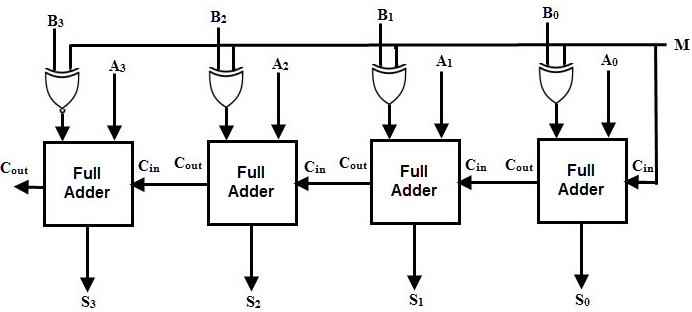 B3 B2 B1 B0
M
A3 A2 A1 A0
Cout Full Adder Cin Cout Full Adder Cin Cout Full Adder Cin Cout Full Adder Cin
S3 S2 S1 S0